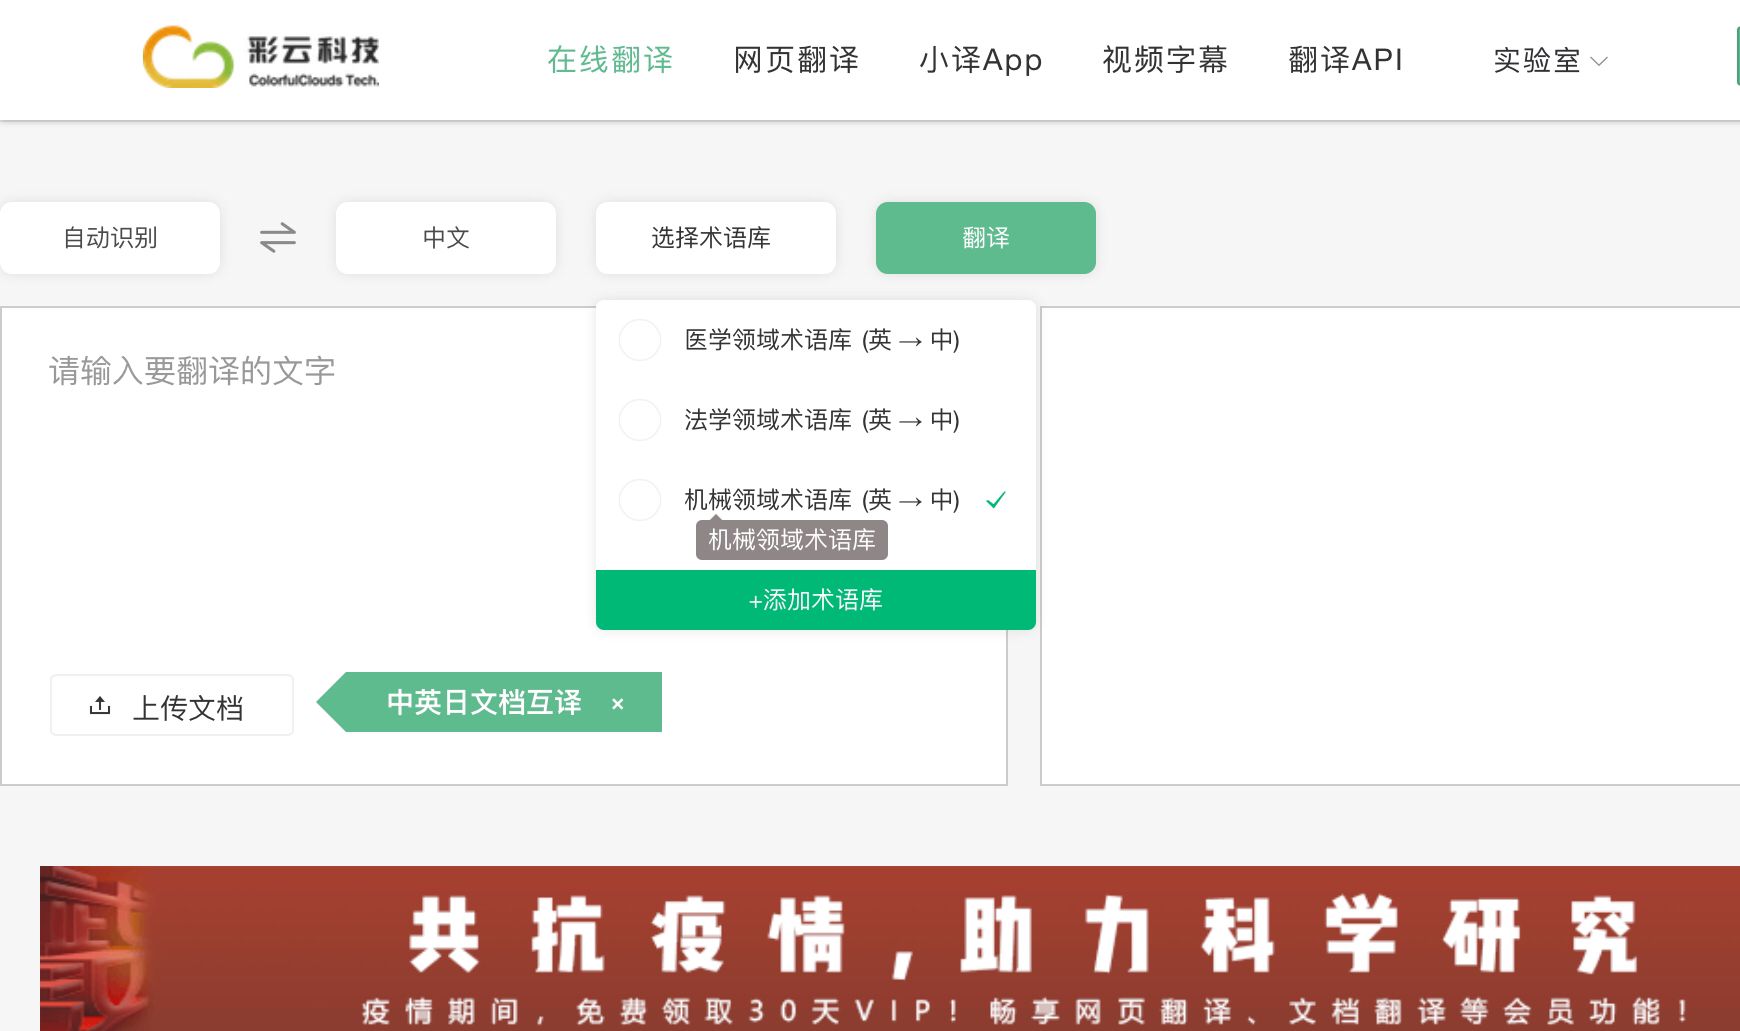 彩云科技
ColorfulClouds Tech.
在线翻译 网页翻译 小译App 视频字幕 翻译API 实验室
自动识别 中文 选择术语库 翻译
请输入要翻译的文字
医学领域术语库 (英 → 中)
法学领域术语库 (英 → 中)
机械领域术语库 (英 → 中)
机械领域术语库
+添加术语库
上传文档 中英日文档互译 ×
共抗疫情,助力科学研究
疫情期间,免费领取30天VIP!畅享网页翻译、文档翻译等会员功能!